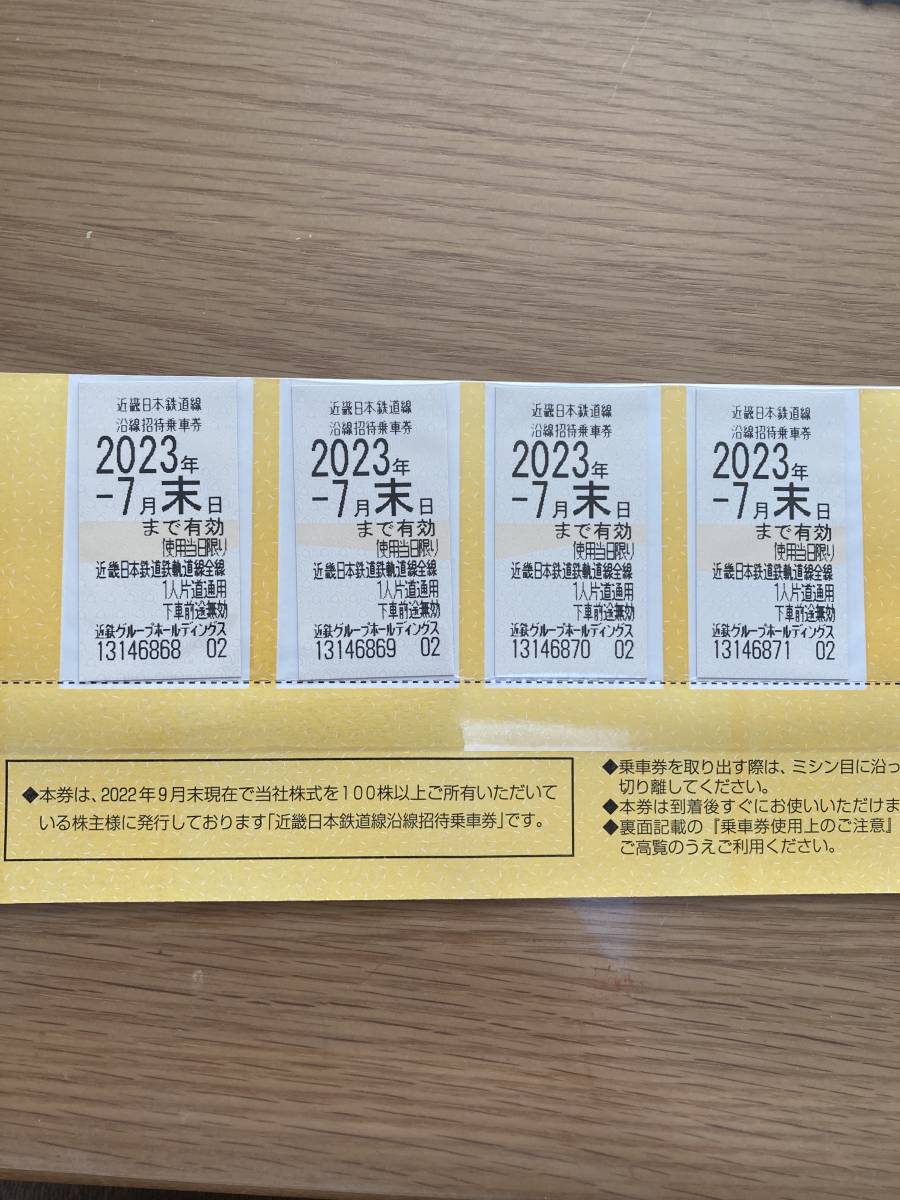 近畿日本鉄道線
沿線招待乗車券
2023年
-7月末日
まで有効
(使用当日限り)
近畿日本鉄道鉄軌道線全線
1人片道通用
下車前途無効
近鉄グループホールディングス
13146868 02
近畿日本鉄道線
沿線招待乗車券
2023年
-7月末日
まで有効
(使用当日限り)
近畿日本鉄道鉄軌道線全線
1人片道通用
下車前途無効
近鉄グループホールディングス
13146869 02
近畿日本鉄道線
沿線招待乗車券
2023年
-7月末日
まで有効
(使用当日限り)
近畿日本鉄道鉄軌道線全線
1人片道通用
下車前途無効
近鉄グループホールディングス
13146870 02
近畿日本鉄道線
沿線招待乗車券
2023年
-7月末日
まで有効
(使用当日限り)
近畿日本鉄道鉄軌道線全線
1人片道通用
下車前途無効
近鉄グループホールディングス
13146871 02
◆本券は、2022年9月末現在で当社株式を100株以上ご所有いただいて
いる株主様に発行しております「近畿日本鉄道線沿線招待乗車券」です。
◆乗車券を取り出す際は、ミシン目に沿っ
切り離してください。
◆本券は到着後すぐにお使いいただけま
◆裏面記載の『乗車券使用上のご注意』
ご高覧のうえご利用ください。